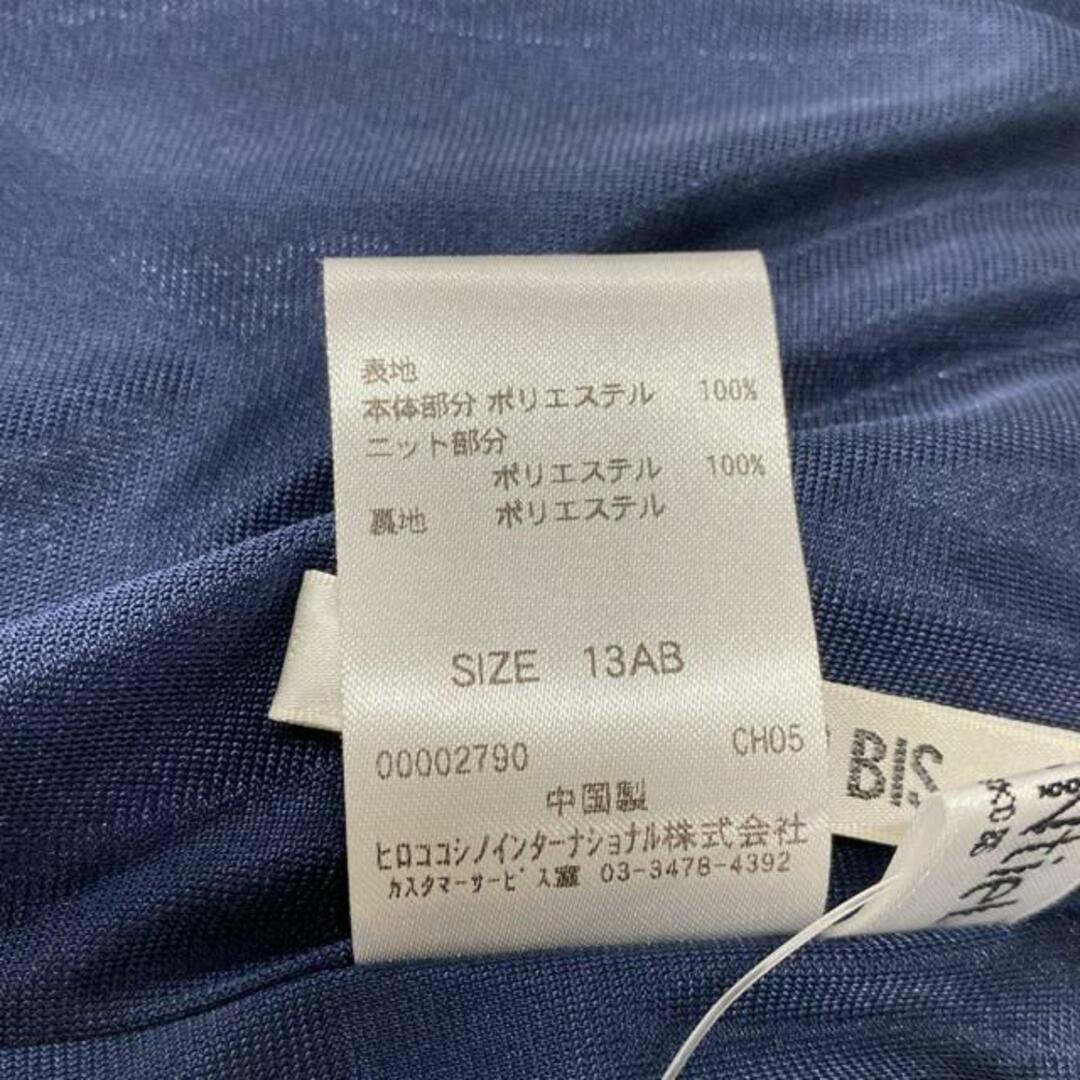 表地
本体部分 ポリエステル 100%
ニット部分
ポリエステル 100%
裏地 ポリエステル
SIZE 13AB
00002790 CH05
中国製
ヒロココシノインターナショナル株式会社
カスタマーサービス 03-3478-4392